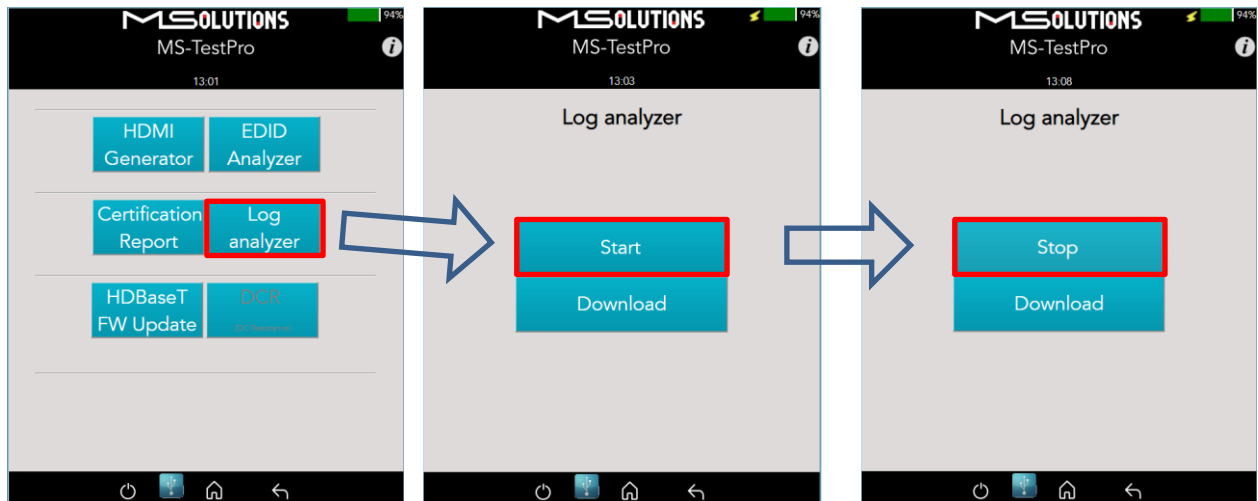 MSOLUTIONS
94%
MS-TestPro
i
13:01
HDMI
Generator
EDID
Analyzer
Certification
Report
Log
analyzer
HDBaseT
FW Update
DCR
MSOLUTIONS
94%
MS-TestPro
i
13:03
Log analyzer
Start
Download
MSOLUTIONS
94%
MS-TestPro
i
13:08
Log analyzer
Stop
Download